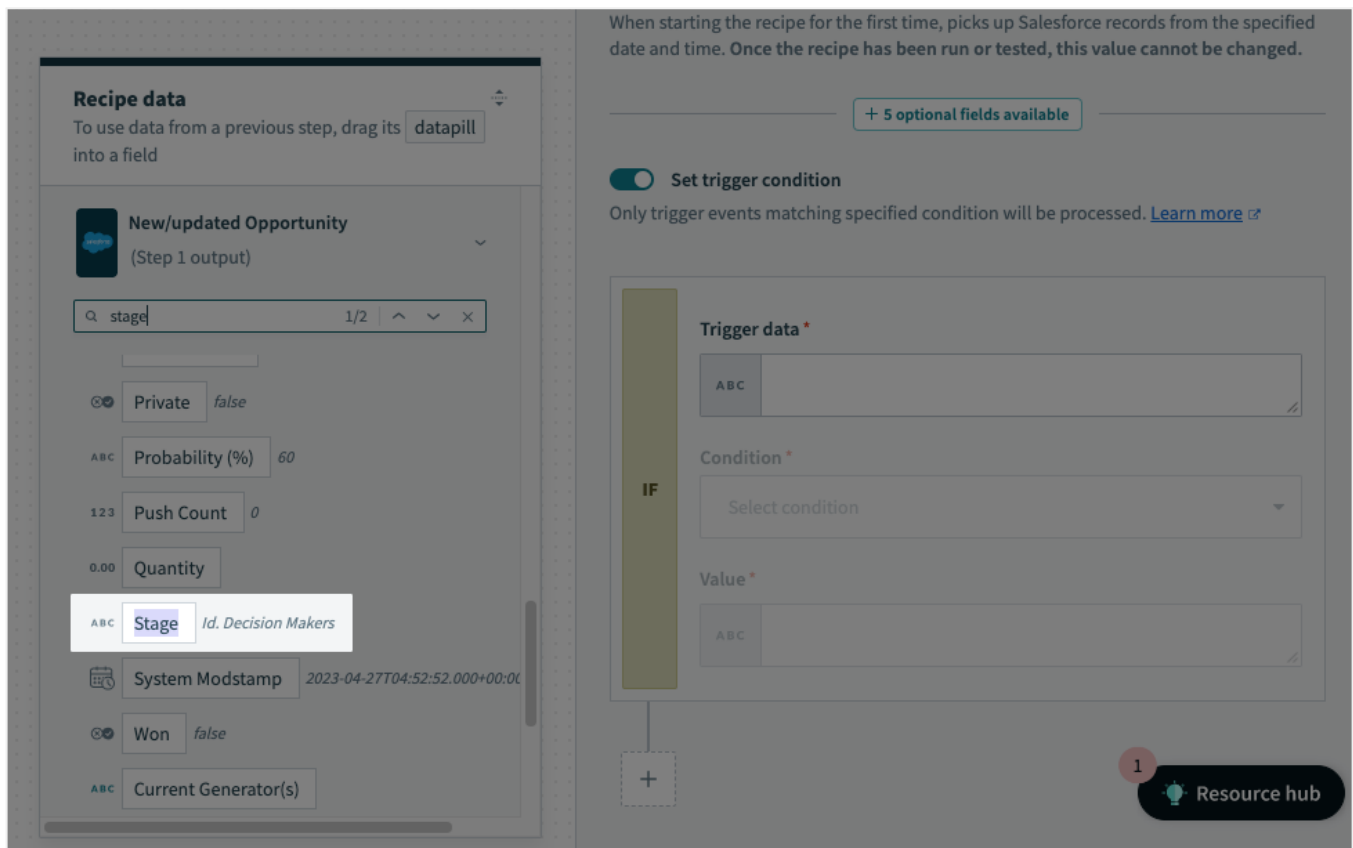 When starting the recipe for the first time, picks up Salesforce records from the specified
date and time. Once the recipe has been run or tested, this value cannot be changed.
+ 5 optional fields available
Set trigger condition
Only trigger events matching specified condition will be processed. Learn more
Recipe data
To use data from a previous step, drag its datapill
into a field
New/updated Opportunity
(Step 1 output)
stage 1/2
Private false
ABC Probability (%) 60
123 Push Count 0
0.00 Quantity
ABC Stage Id. Decision Makers
System Modstamp 2023-04-27T04:52:52.000+00:00
Won false
ABC Current Generator(s)
IF
Trigger data *
ABC
Condition *
Select condition
Value *
ABC
+
1
Resource hub